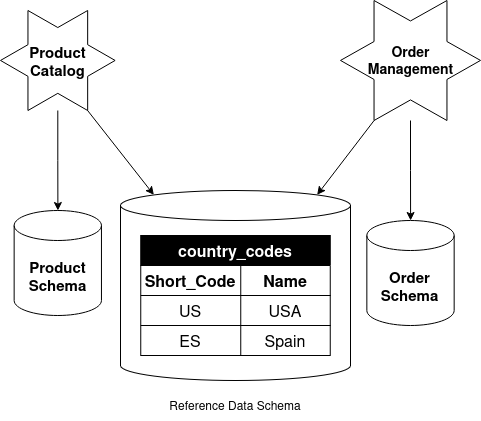 Product
Catalog
Order
Management
Product
Schema
country_codes
Short_Code Name
US USA
ES Spain
Order
Schema
Reference Data Schema